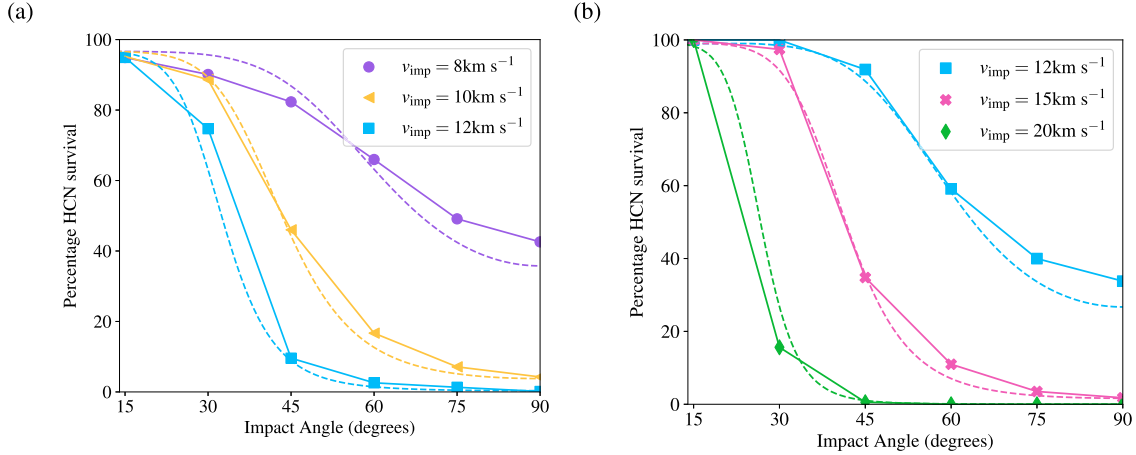 (a)
100
80
60
40
20
0
Percentage HCN survival
15 30 45 60 75 90
Impact Angle (degrees)
v_imp = 8km s⁻¹
v_imp = 10km s⁻¹
v_imp = 12km s⁻¹
(b)
100
80
60
40
20
0
Percentage HCN survival
15 30 45 60 75 90
Impact Angle (degrees)
v_imp = 12km s⁻¹
v_imp = 15km s⁻¹
v_imp = 20km s⁻¹